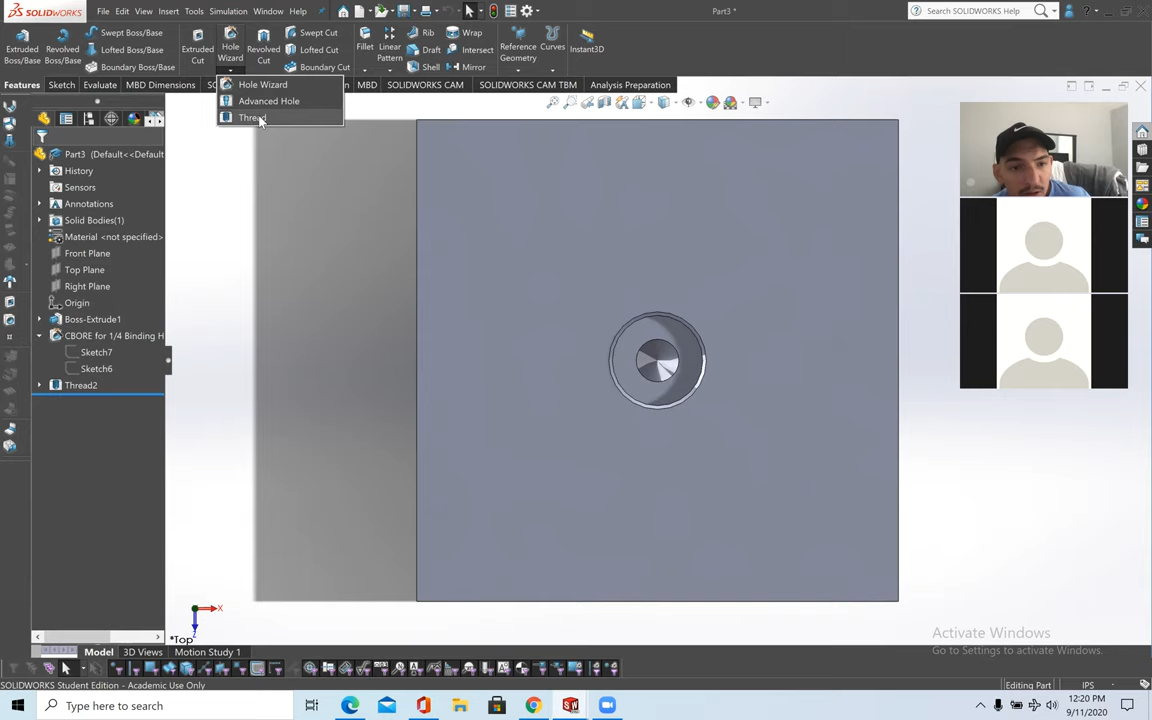 SOLIDWORKS File Edit View Insert Tools Simulation Window Help Part3 * Search SOLIDWORKS Help
Extruded Boss/Base
Revolved Boss/Base
Swept Boss/Base
Lofted Boss/Base
Boundary Boss/Base
Extruded Cut
Hole Wizard
Revolved Cut
Swept Cut
Lofted Cut
Boundary Cut
Fillet
Linear Pattern
Rib
Draft
Shell
Wrap
Intersect
Mirror
Reference Geometry
Curves
Instant3D
Features Sketch Evaluate MBD Dimensions MBD SOLIDWORKS CAM SOLIDWORKS CAM TBM Analysis Preparation
Hole Wizard
Advanced Hole
Thread
Part3 (Default<<Default
History
Sensors
Annotations
Solid Bodies(1)
Material <not specified>
Front Plane
Top Plane
Right Plane
Origin
Boss-Extrude1
CBORE for 1/4 Binding H
Sketch7
Sketch6
Thread2
X
Z
*Top
Activate Windows
Go to Settings to activate Windows.
Model 3D Views Motion Study 1
SOLIDWORKS Student Edition - Academic Use Only Editing Part IPS
Type here to search
12:20 PM
9/11/2020